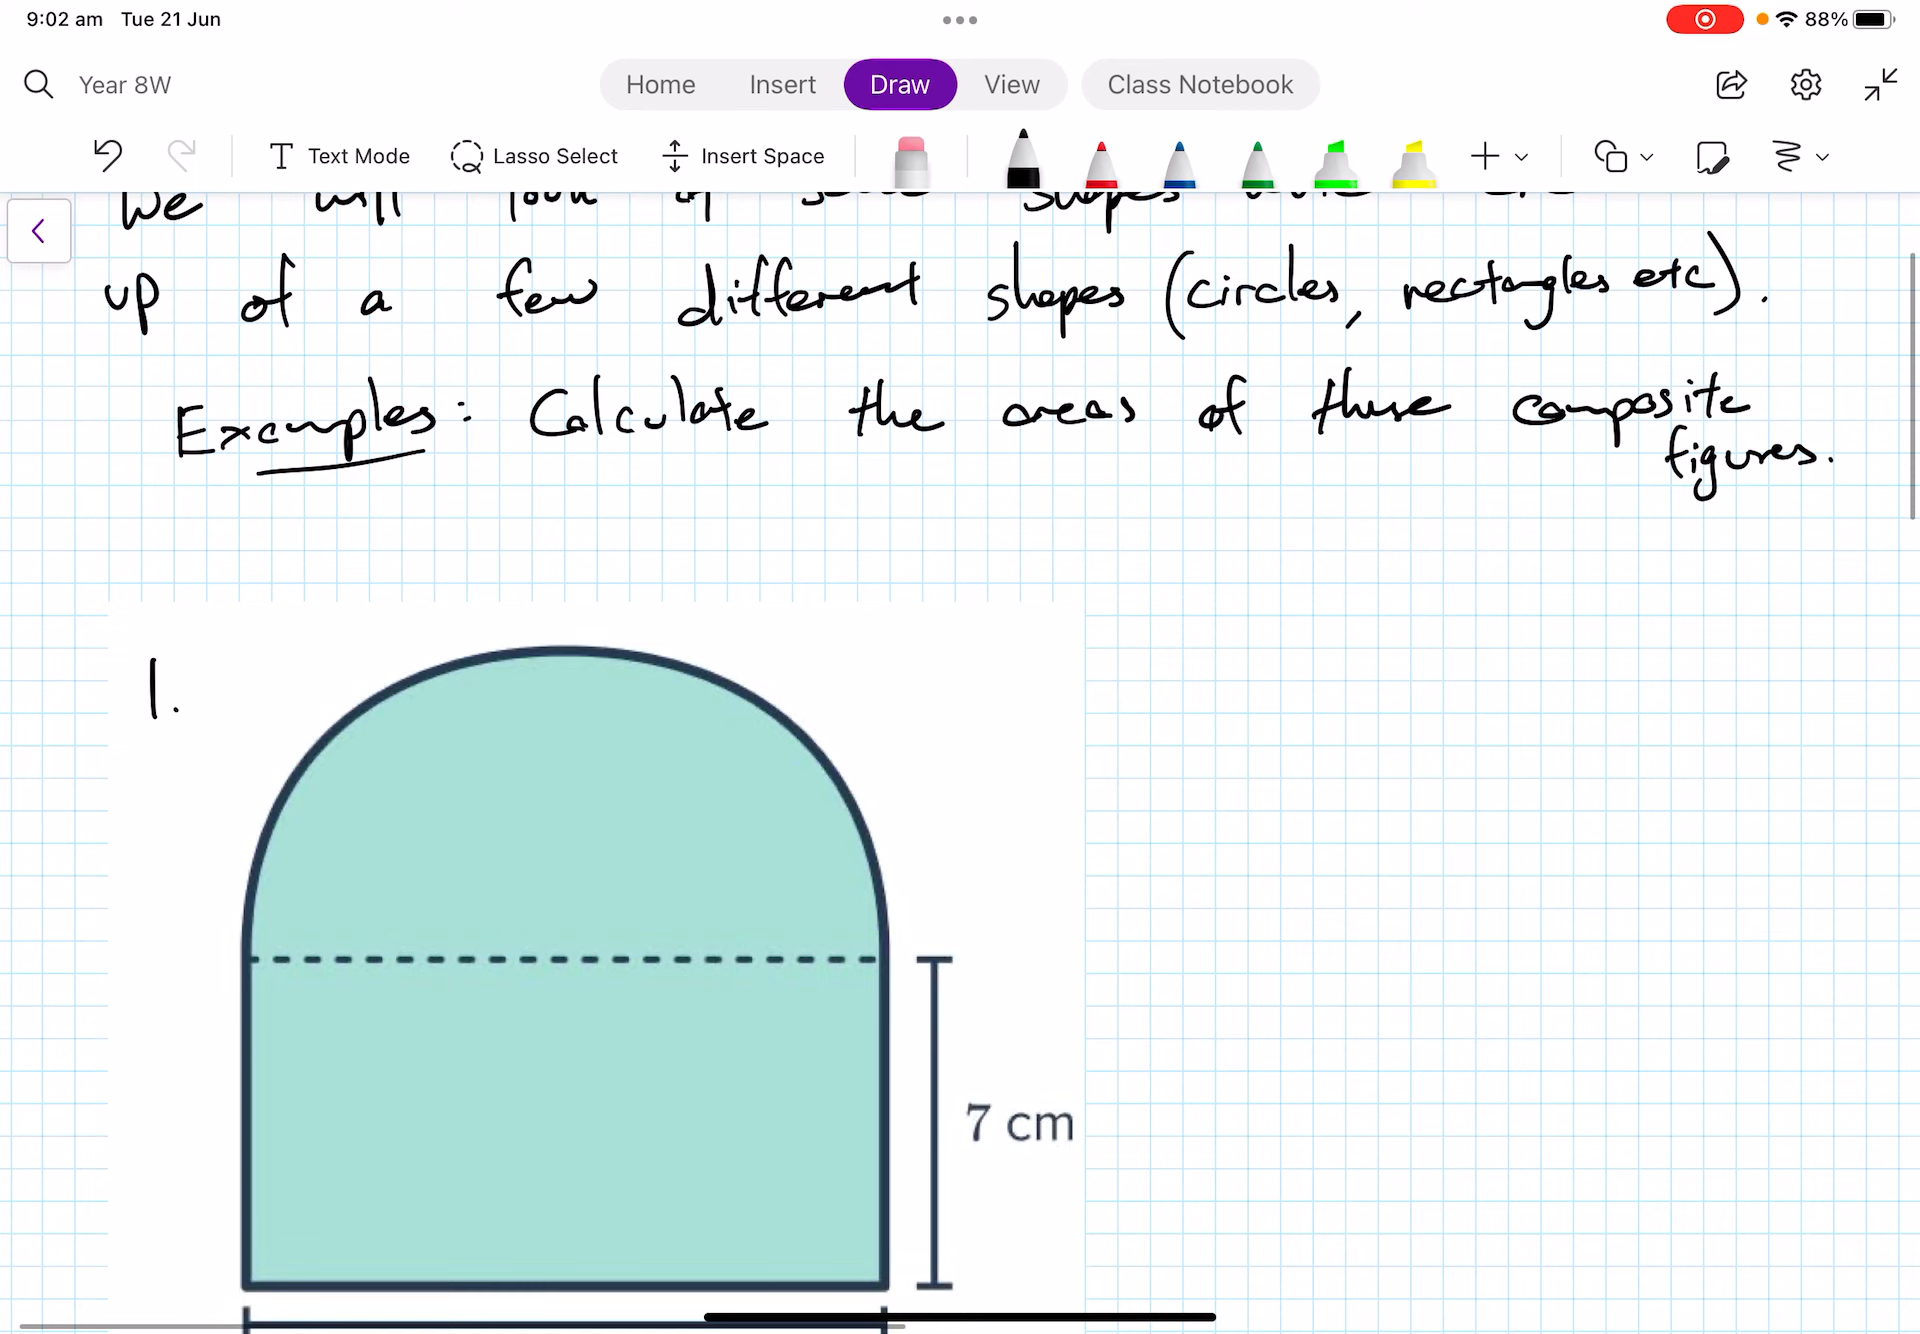 9:02 am Tue 21 Jun
88%
Year 8W
Home Insert Draw View Class Notebook
Text Mode Lasso Select Insert Space
We will shapes
up of a few different shapes (circles, rectangles etc).
Examples: Calculate the areas of these composite
figures.
1.
7 cm